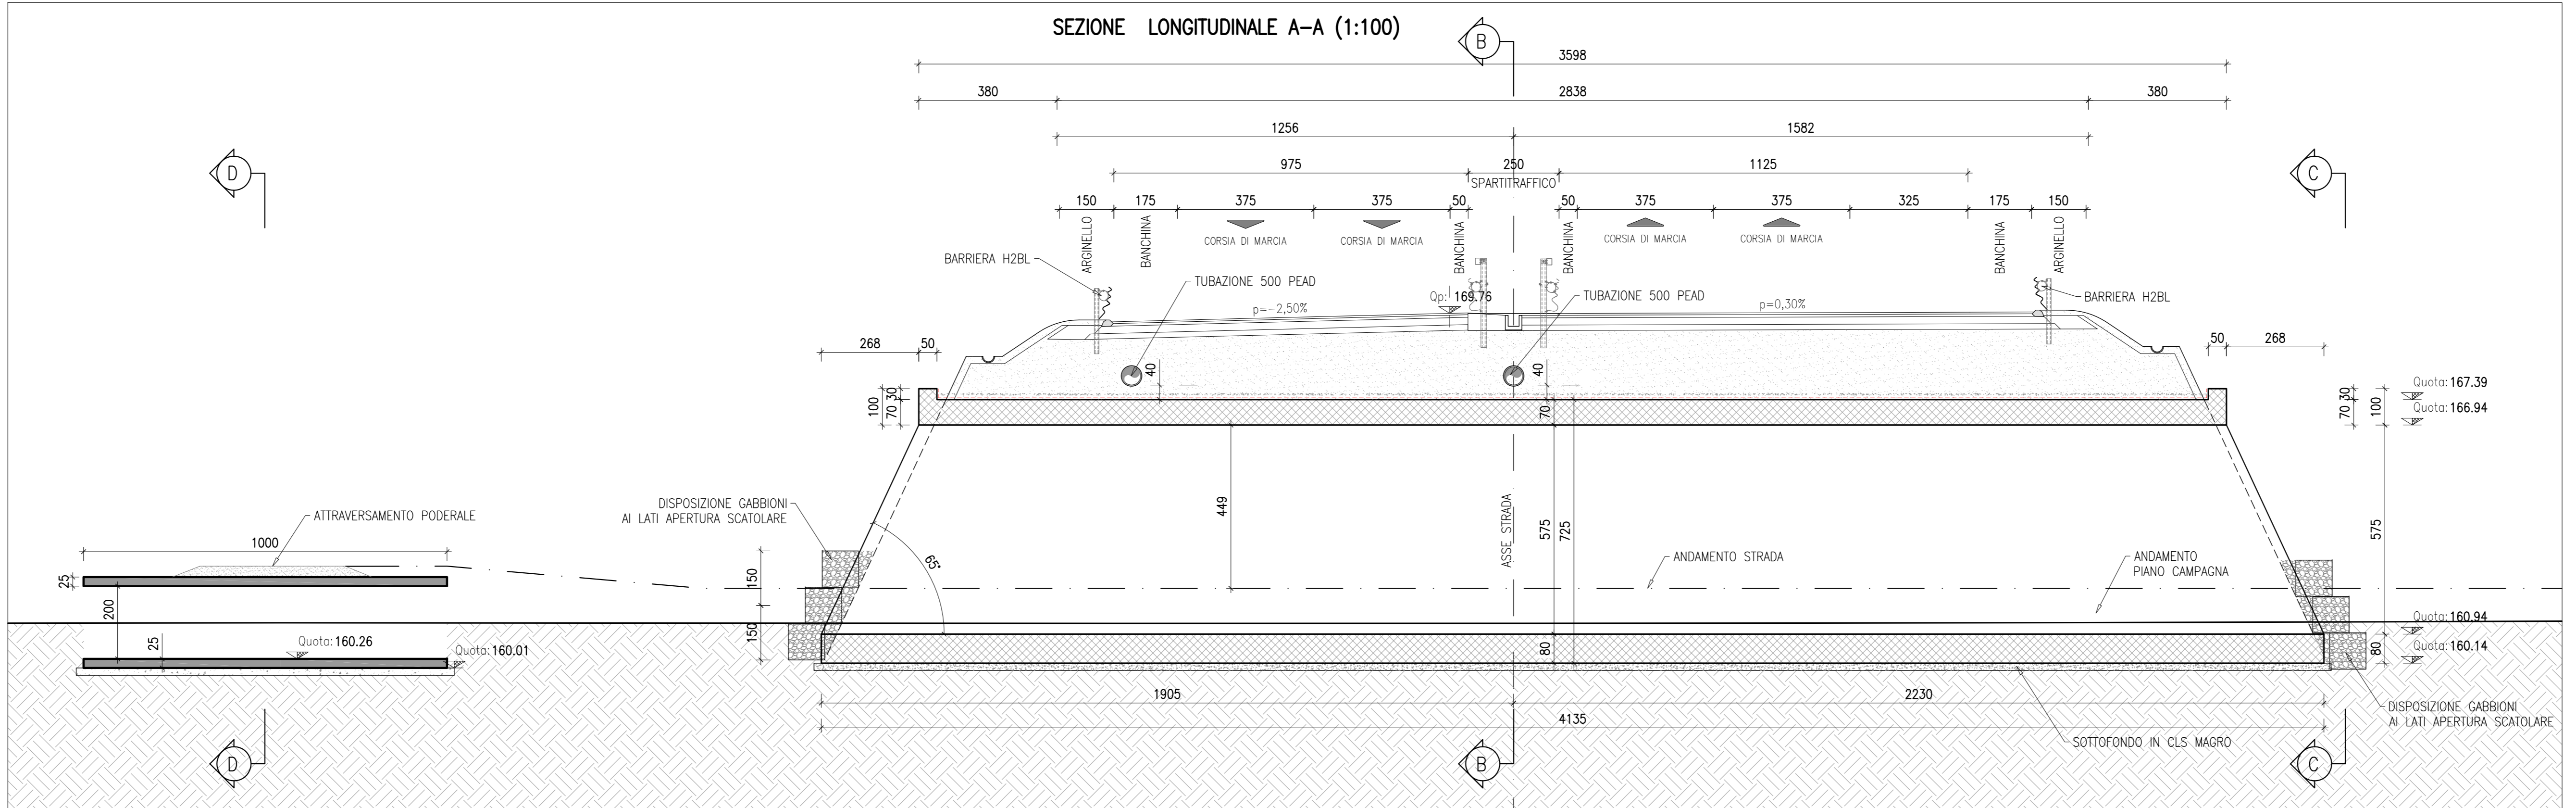 SEZIONE LONGITUDINALE A–A (1:100)
B
3598
380
2838
380
1256
1582
D
C
975
250
1125
SPARTITRAFFICO
150
175
375
375
50
50
375
375
325
175
150
ARGINELLO
BANCHINA
CORSIA DI MARCIA
CORSIA DI MARCIA
BANCHINA
BANCHINA
CORSIA DI MARCIA
CORSIA DI MARCIA
BANCHINA
ARGINELLO
BARRIERA H2BL
TUBAZIONE 500 PEAD
Qp: 169.76
TUBAZIONE 500 PEAD
BARRIERA H2BL
p=–2,50%
p=0,30%
268
50
50
268
40
40
100
70
30
70
Quota: 167.39
Quota: 166.94
70
30
100
DISPOSIZIONE GABBIONI
AI LATI APERTURA SCATOLARE
449
ASSE STRADA
575
725
575
ATTRAVERSAMENTO PODERALE
1000
25
200
65°
150
150
ANDAMENTO STRADA
ANDAMENTO
PIANO CAMPAGNA
Quota: 160.26
25
Quota: 160.01
80
Quota: 160.94
Quota: 160.14
80
1905
2230
4135
DISPOSIZIONE GABBIONI
AI LATI APERTURA SCATOLARE
SOTTOFONDO IN CLS MAGRO
D
B
C